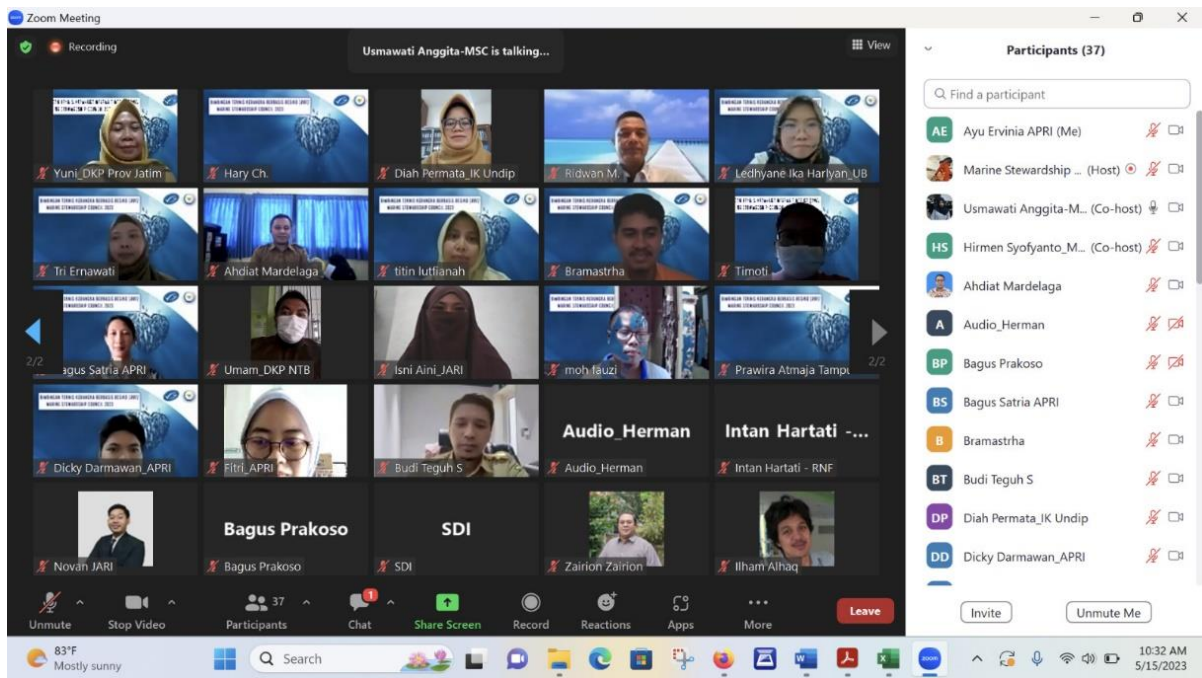 Zoom Meeting
Recording
Usmawati Anggita-MSC is talking...
View
Yuni_DKP Prov Jatim
Hary Ch.
Diah Permata_IK Undip
Ridwan M.
Ledhyane Ika Harlyan_UB
Tri Ernawati
Ahdiat Mardelaga
titin luttianah
Bramastrha
Timoti
2/2
agus Satria APRI
Umam_DKP NTB
Isni Aini_JARI
moh fauzi
Prawira Atmaja Tampu
2/2
Dicky Darmawan_APRI
Fitri_APRI
Budi Teguh S
Audio_Herman
Audio_Herman
Intan Hartati -...
Intan Hartati - RNF
Novan JARI
Bagus Prakoso
Bagus Prakoso
SDI
SDI
Zairion Zairion
Ilham Alhaq
Unmute
Stop Video
37
Participants
1
Chat
Share Screen
Record
Reactions
Apps
More
Leave
Participants (37)
Find a participant
AE Ayu Ervinia APRI (Me)
Marine Stewardship ... (Host)
Usmawati Anggita-M... (Co-host)
HS Hirmen Syofyanto_M... (Co-host)
Ahdiat Mardelaga
A Audio_Herman
BP Bagus Prakoso
BS Bagus Satria APRI
B Bramastrha
BT Budi Teguh S
DP Diah Permata_IK Undip
DD Dicky Darmawan_APRI
Invite
Unmute Me
83°F
Mostly sunny
Search
zoom
10:32 AM
5/15/2023